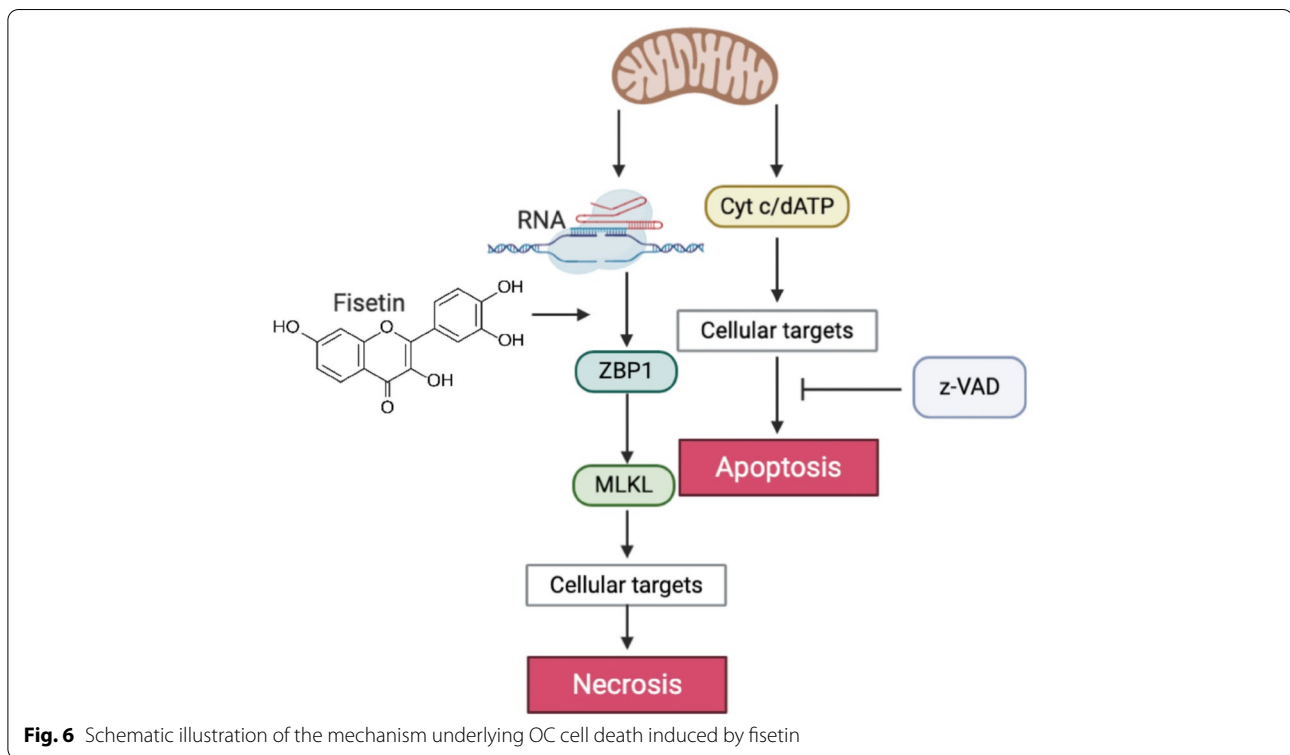 RNA
Cyt c/dATP
Fisetin
OH
HO
O
OH
OH
O
Cellular targets
ZBP1
z-VAD
Apoptosis
MLKL
Cellular targets
Necrosis
Fig. 6 Schematic illustration of the mechanism underlying OC cell death induced by fisetin